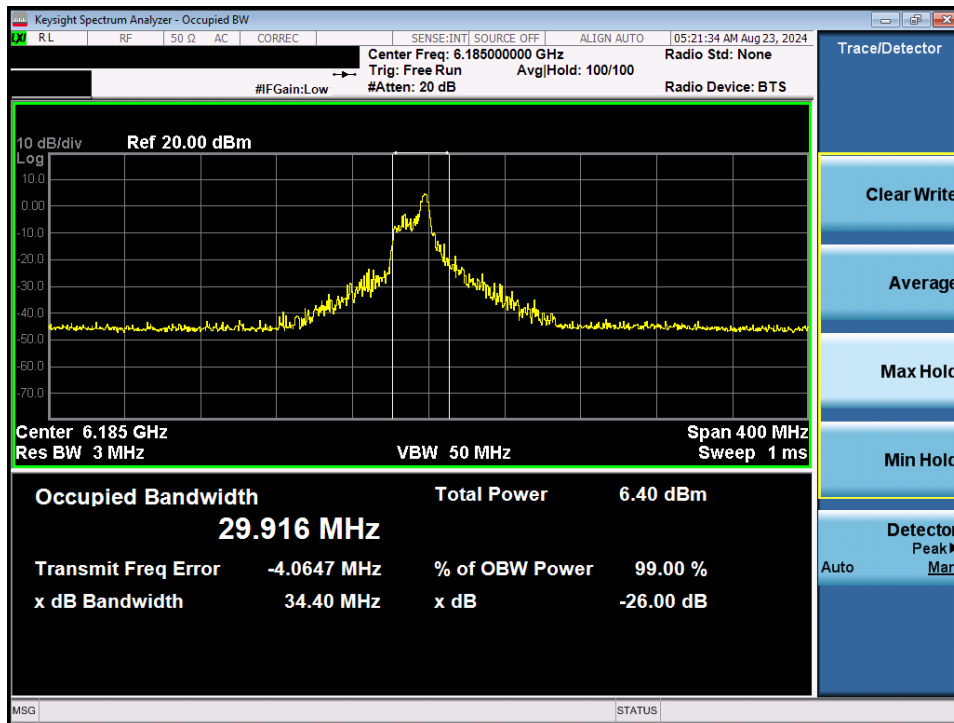 Keysight Spectrum Analyzer - Occupied BW
LXI RL RF 50 Ω AC CORREC SENSE:INT SOURCE OFF ALIGN AUTO 05:21:34 AM Aug 23, 2024
Center Freq: 6.185000000 GHz Radio Std: None
Trig: Free Run Avg|Hold: 100/100
#IFGain:Low #Atten: 20 dB Radio Device: BTS
Trace/Detector
10 dB/div Ref 20.00 dBm
Log
10.0
0.00
-10.0
-20.0
-30.0
-40.0
-50.0
-60.0
-70.0
Center 6.185 GHz Span 400 MHz
Res BW 3 MHz VBW 50 MHz Sweep 1 ms
Occupied Bandwidth Total Power 6.40 dBm
29.916 MHz
Transmit Freq Error -4.0647 MHz % of OBW Power 99.00 %
x dB Bandwidth 34.40 MHz x dB -26.00 dB
Clear Write
Average
Max Hold
Min Hold
Detector
Peak
Auto Man
MSG STATUS